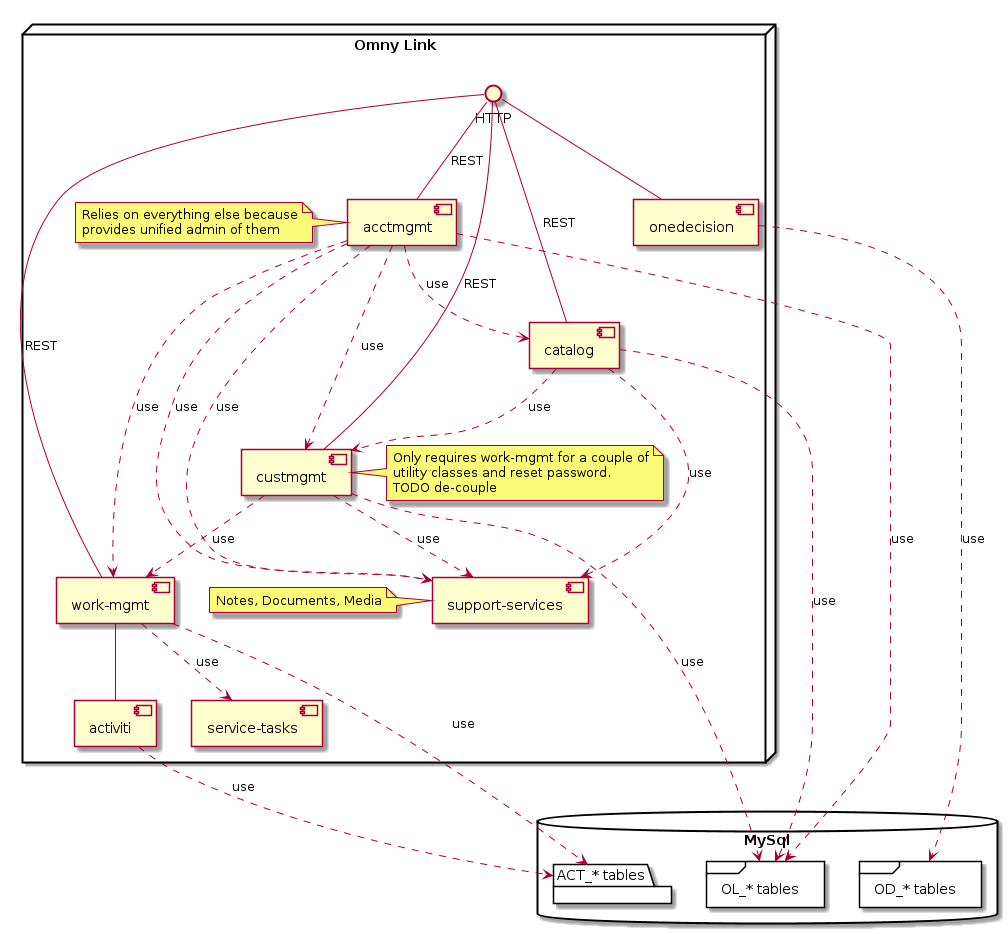 Omny Link
HTTP
REST
Relies on everything else because
provides unified admin of them
acctmgmt
onedecision
REST
use
REST
REST
use
catalog
use
use
use
use
Only requires work-mgmt for a couple of
utility classes and reset password.
TODO de-couple
custmgmt
use
use
use
use
use
work-mgmt
Notes, Documents, Media
support-services
use
use
use
activiti
service-tasks
use
use
MySql
ACT_* tables
OL_* tables
OD_* tables